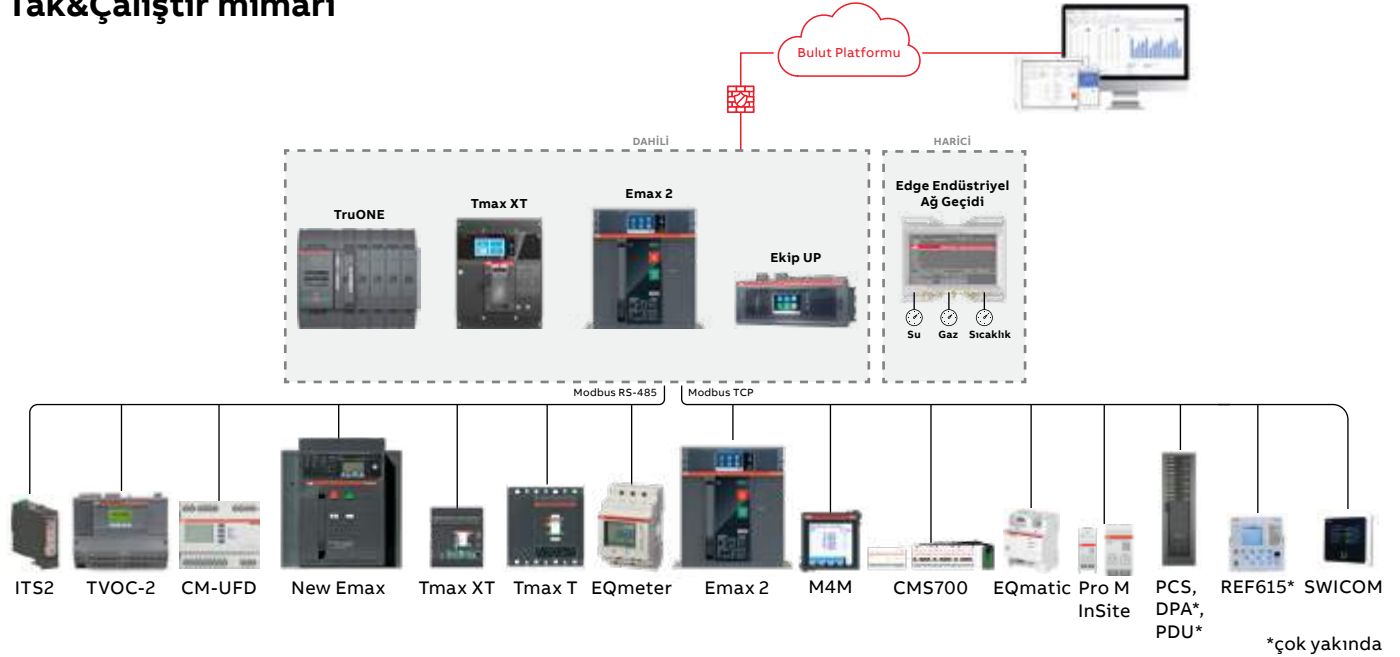 Tak&Çalıştır mimari
Bulut Platformu
DAHİLİ
HARİCİ
TruONE
Tmax XT
Emax 2
Ekip UP
Edge Endüstriyel
Ağ Geçidi
Su Gaz Sıcaklık
Modbus RS-485 Modbus TCP
ITS2 TVOC-2 CM-UFD New Emax Tmax XT Tmax T EQmeter Emax 2 M4M CMS700 EQmatic
Pro M
InSite
PCS,
DPA*,
PDU*
REF615* SWICOM
*çok yakında